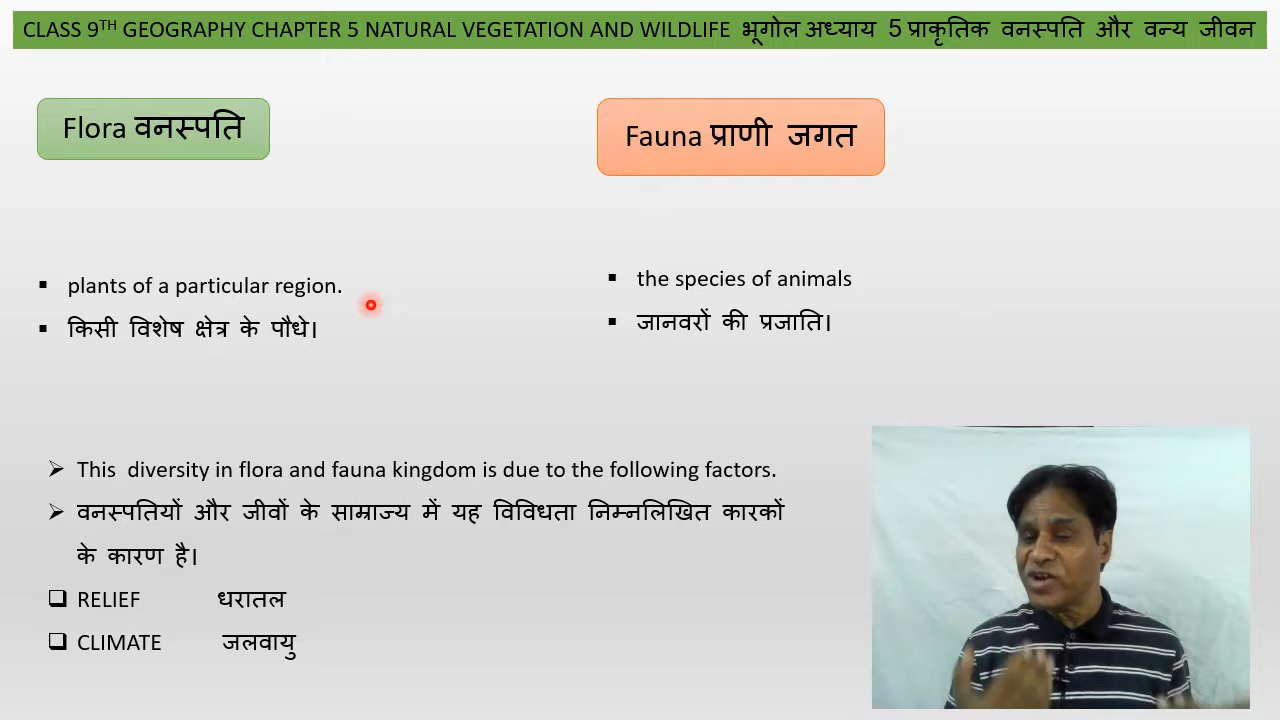 CLASS 9TH GEOGRAPHY CHAPTER 5 NATURAL VEGETATION AND WILDLIFE भूगोल अध्याय 5 प्राकृतिक वनस्पति और वन्य जीवन
Flora वनस्पति
Fauna प्राणी जगत
▪ plants of a particular region.
▪ किसी विशेष क्षेत्र के पौधे।
▪ the species of animals
▪ जानवरों की प्रजाति।
➢ This diversity in flora and fauna kingdom is due to the following factors.
➢ वनस्पतियों और जीवों के साम्राज्य में यह विविधता निम्नलिखित कारकों
के कारण है।
❑ RELIEF धरातल
❑ CLIMATE जलवायु